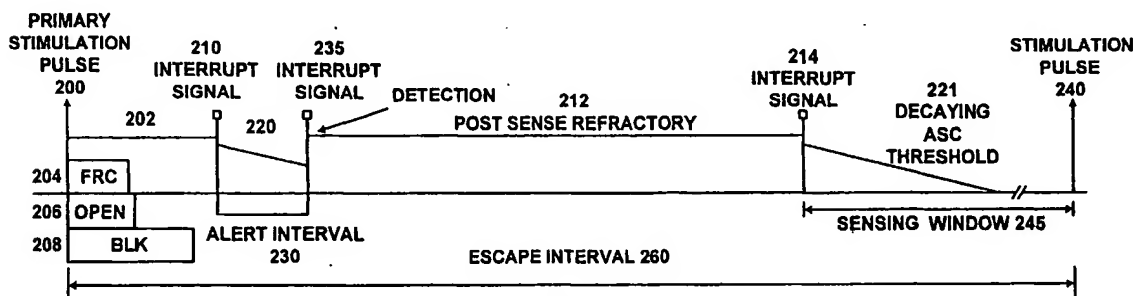 PRIMARY
STIMULATION
PULSE
200
210
INTERRUPT
SIGNAL
235
INTERRUPT
SIGNAL
DETECTION
212
POST SENSE REFRACTORY
214
INTERRUPT
SIGNAL
221
DECAYING
ASC
THRESHOLD
STIMULATION
PULSE
240
202
220
204 FRC
206 OPEN
208 BLK
ALERT INTERVAL
230
SENSING WINDOW 245
ESCAPE INTERVAL 260